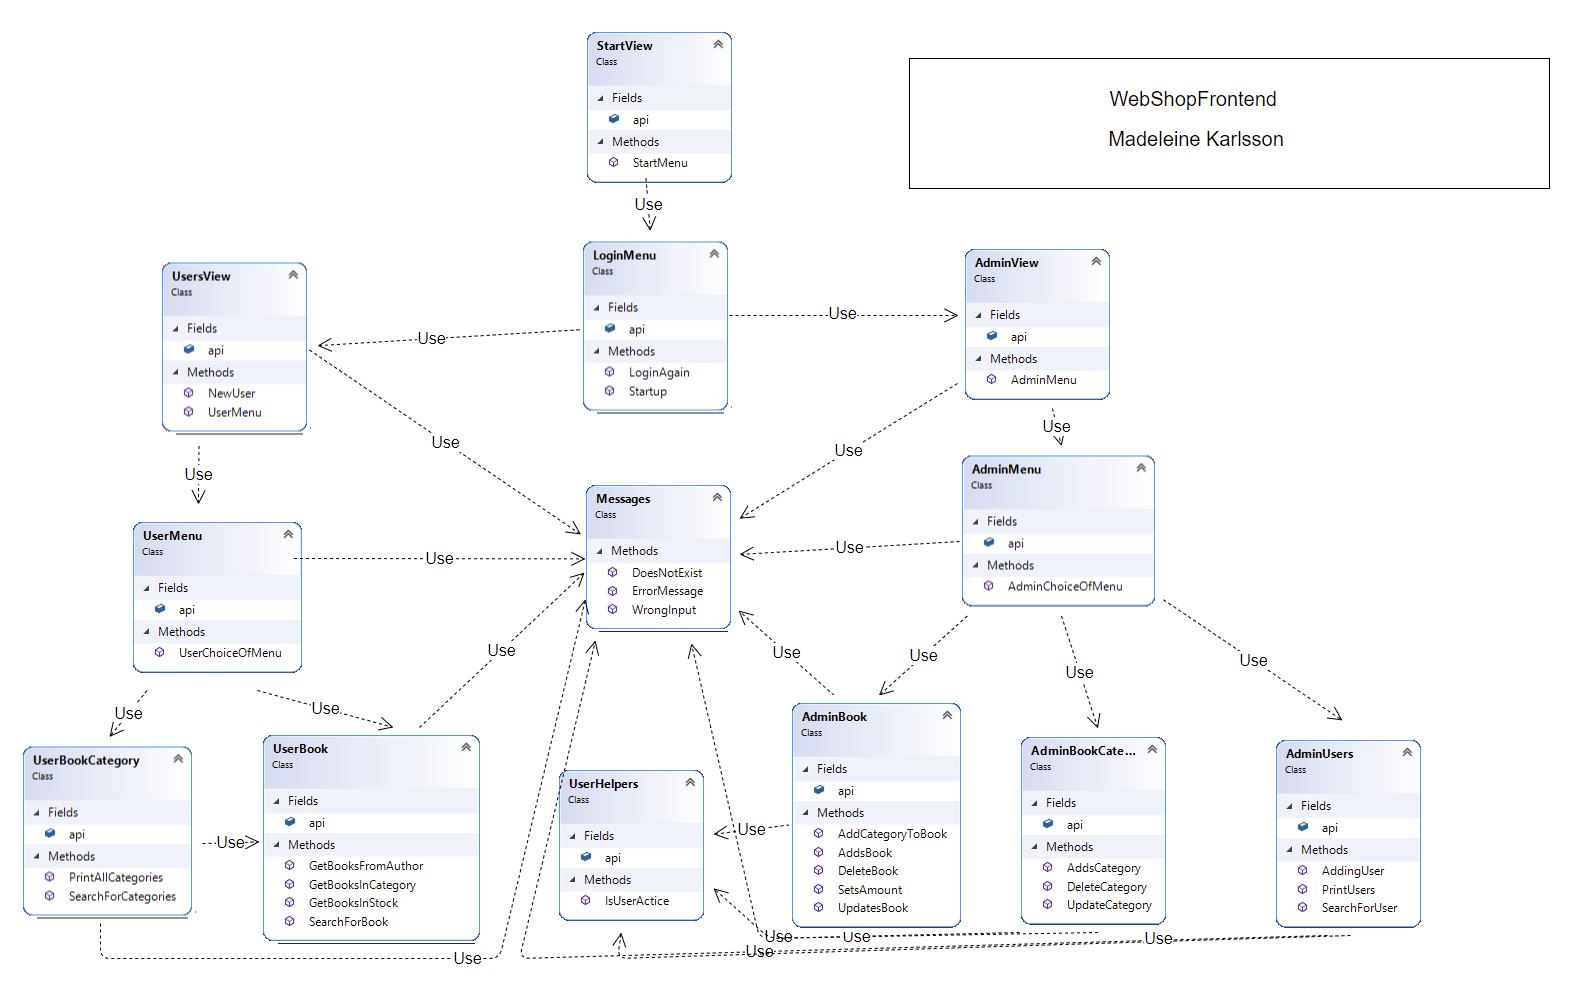 StartView
Class
Fields
api
Methods
StartMenu
WebShopFrontend
Madeleine Karlsson
Use
LoginMenu
Class
Fields
api
Methods
LoginAgain
Startup
UsersView
Class
Fields
api
Methods
NewUser
UserMenu
AdminView
Class
Fields
api
Methods
AdminMenu
Use
Use
Use
Use
Use
Use
Messages
Class
Methods
DoesNotExist
ErrorMessage
WrongInput
AdminMenu
Class
Fields
api
Methods
AdminChoiceOfMenu
UserMenu
Class
Fields
api
Methods
UserChoiceOfMenu
Use
Use
Use
Use
Use
Use
Use
Use
Use
Use
UserBookCategory
Class
Fields
api
Methods
PrintAllCategories
SearchForCategories
Use
UserBook
Class
Fields
api
Methods
GetBooksFromAuthor
GetBooksInCategory
GetBooksInStock
SearchForBook
UserHelpers
Class
Fields
api
Methods
IsUserActice
Use
AdminBook
Class
Fields
api
Methods
AddCategoryToBook
AddsBook
DeleteBook
SetsAmount
UpdatesBook
AdminBookCate...
Class
Fields
api
Methods
AddsCategory
DeleteCategory
UpdateCategory
AdminUsers
Class
Fields
api
Methods
AddingUser
PrintUsers
SearchForUser
Use
Use
Use
Use
Use